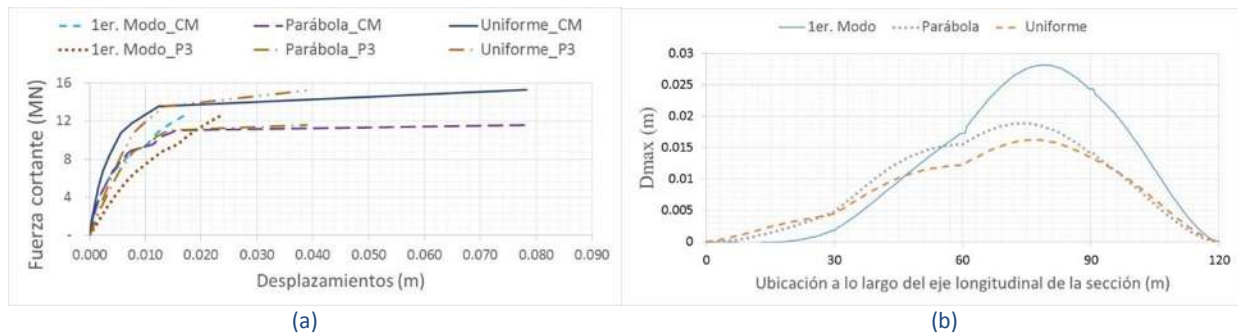 1er. Modo_CM Parábola_CM Uniforme_CM
1er. Modo_P3 Parábola_P3 Uniforme_P3
Fuerza cortante (MN)
16
12
8
4
-
0.000 0.010 0.020 0.030 0.040 0.050 0.060 0.070 0.080 0.090
Desplazamientos (m)
(a)
1er. Modo Parábola Uniforme
Dmax (m)
0.03
0.025
0.02
0.015
0.01
0.005
0
0 30 60 90 120
Ubicación a lo largo del eje longitudinal de la sección (m)
(b)